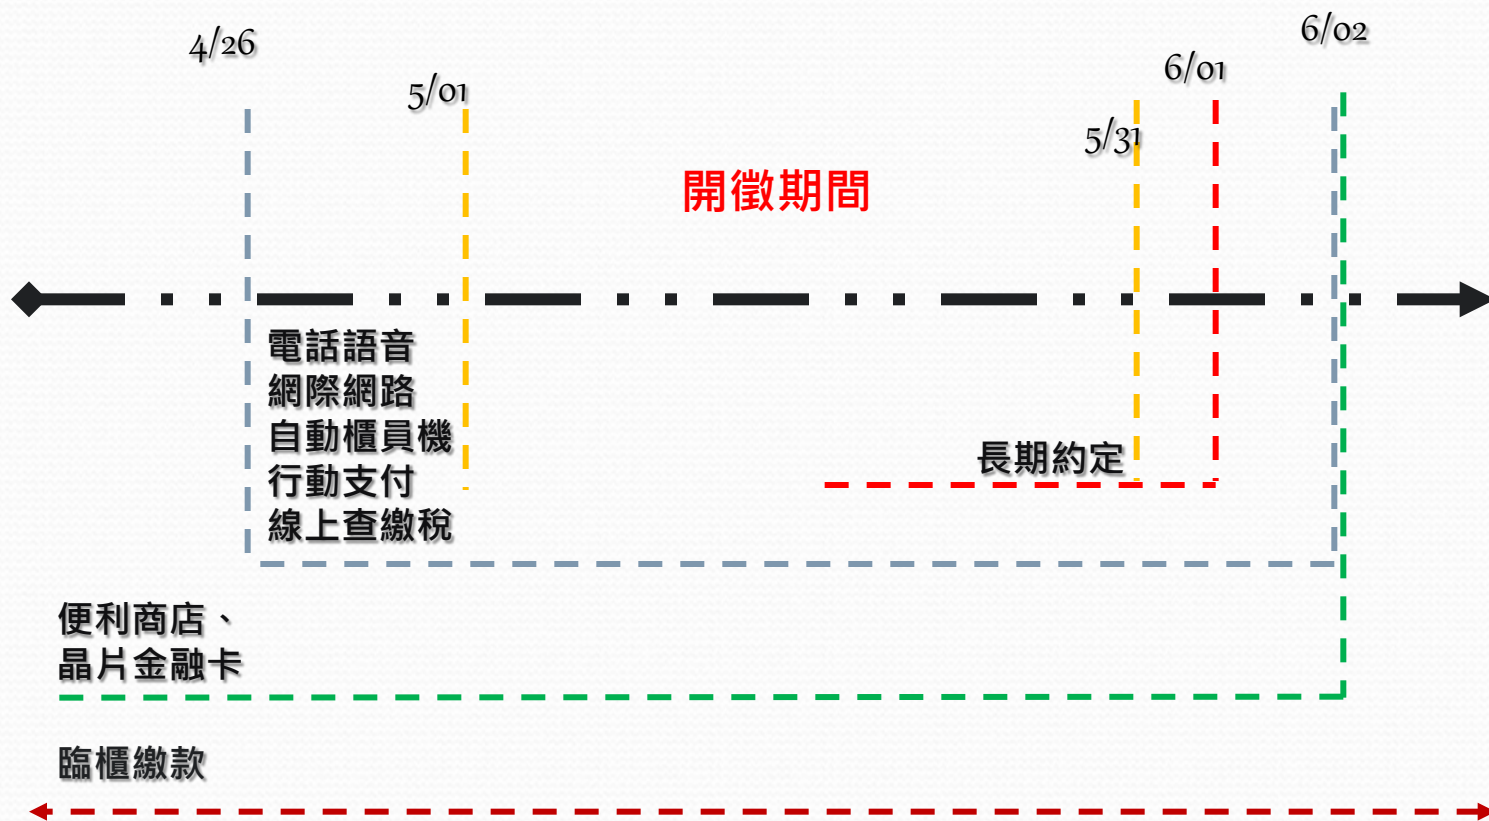 4/26
5/01
5/31
6/01
6/02
開徵期間
電話語音
網際網路
自動櫃員機
行動支付
線上查繳稅
長期約定
便利商店、
晶片金融卡
臨櫃繳款